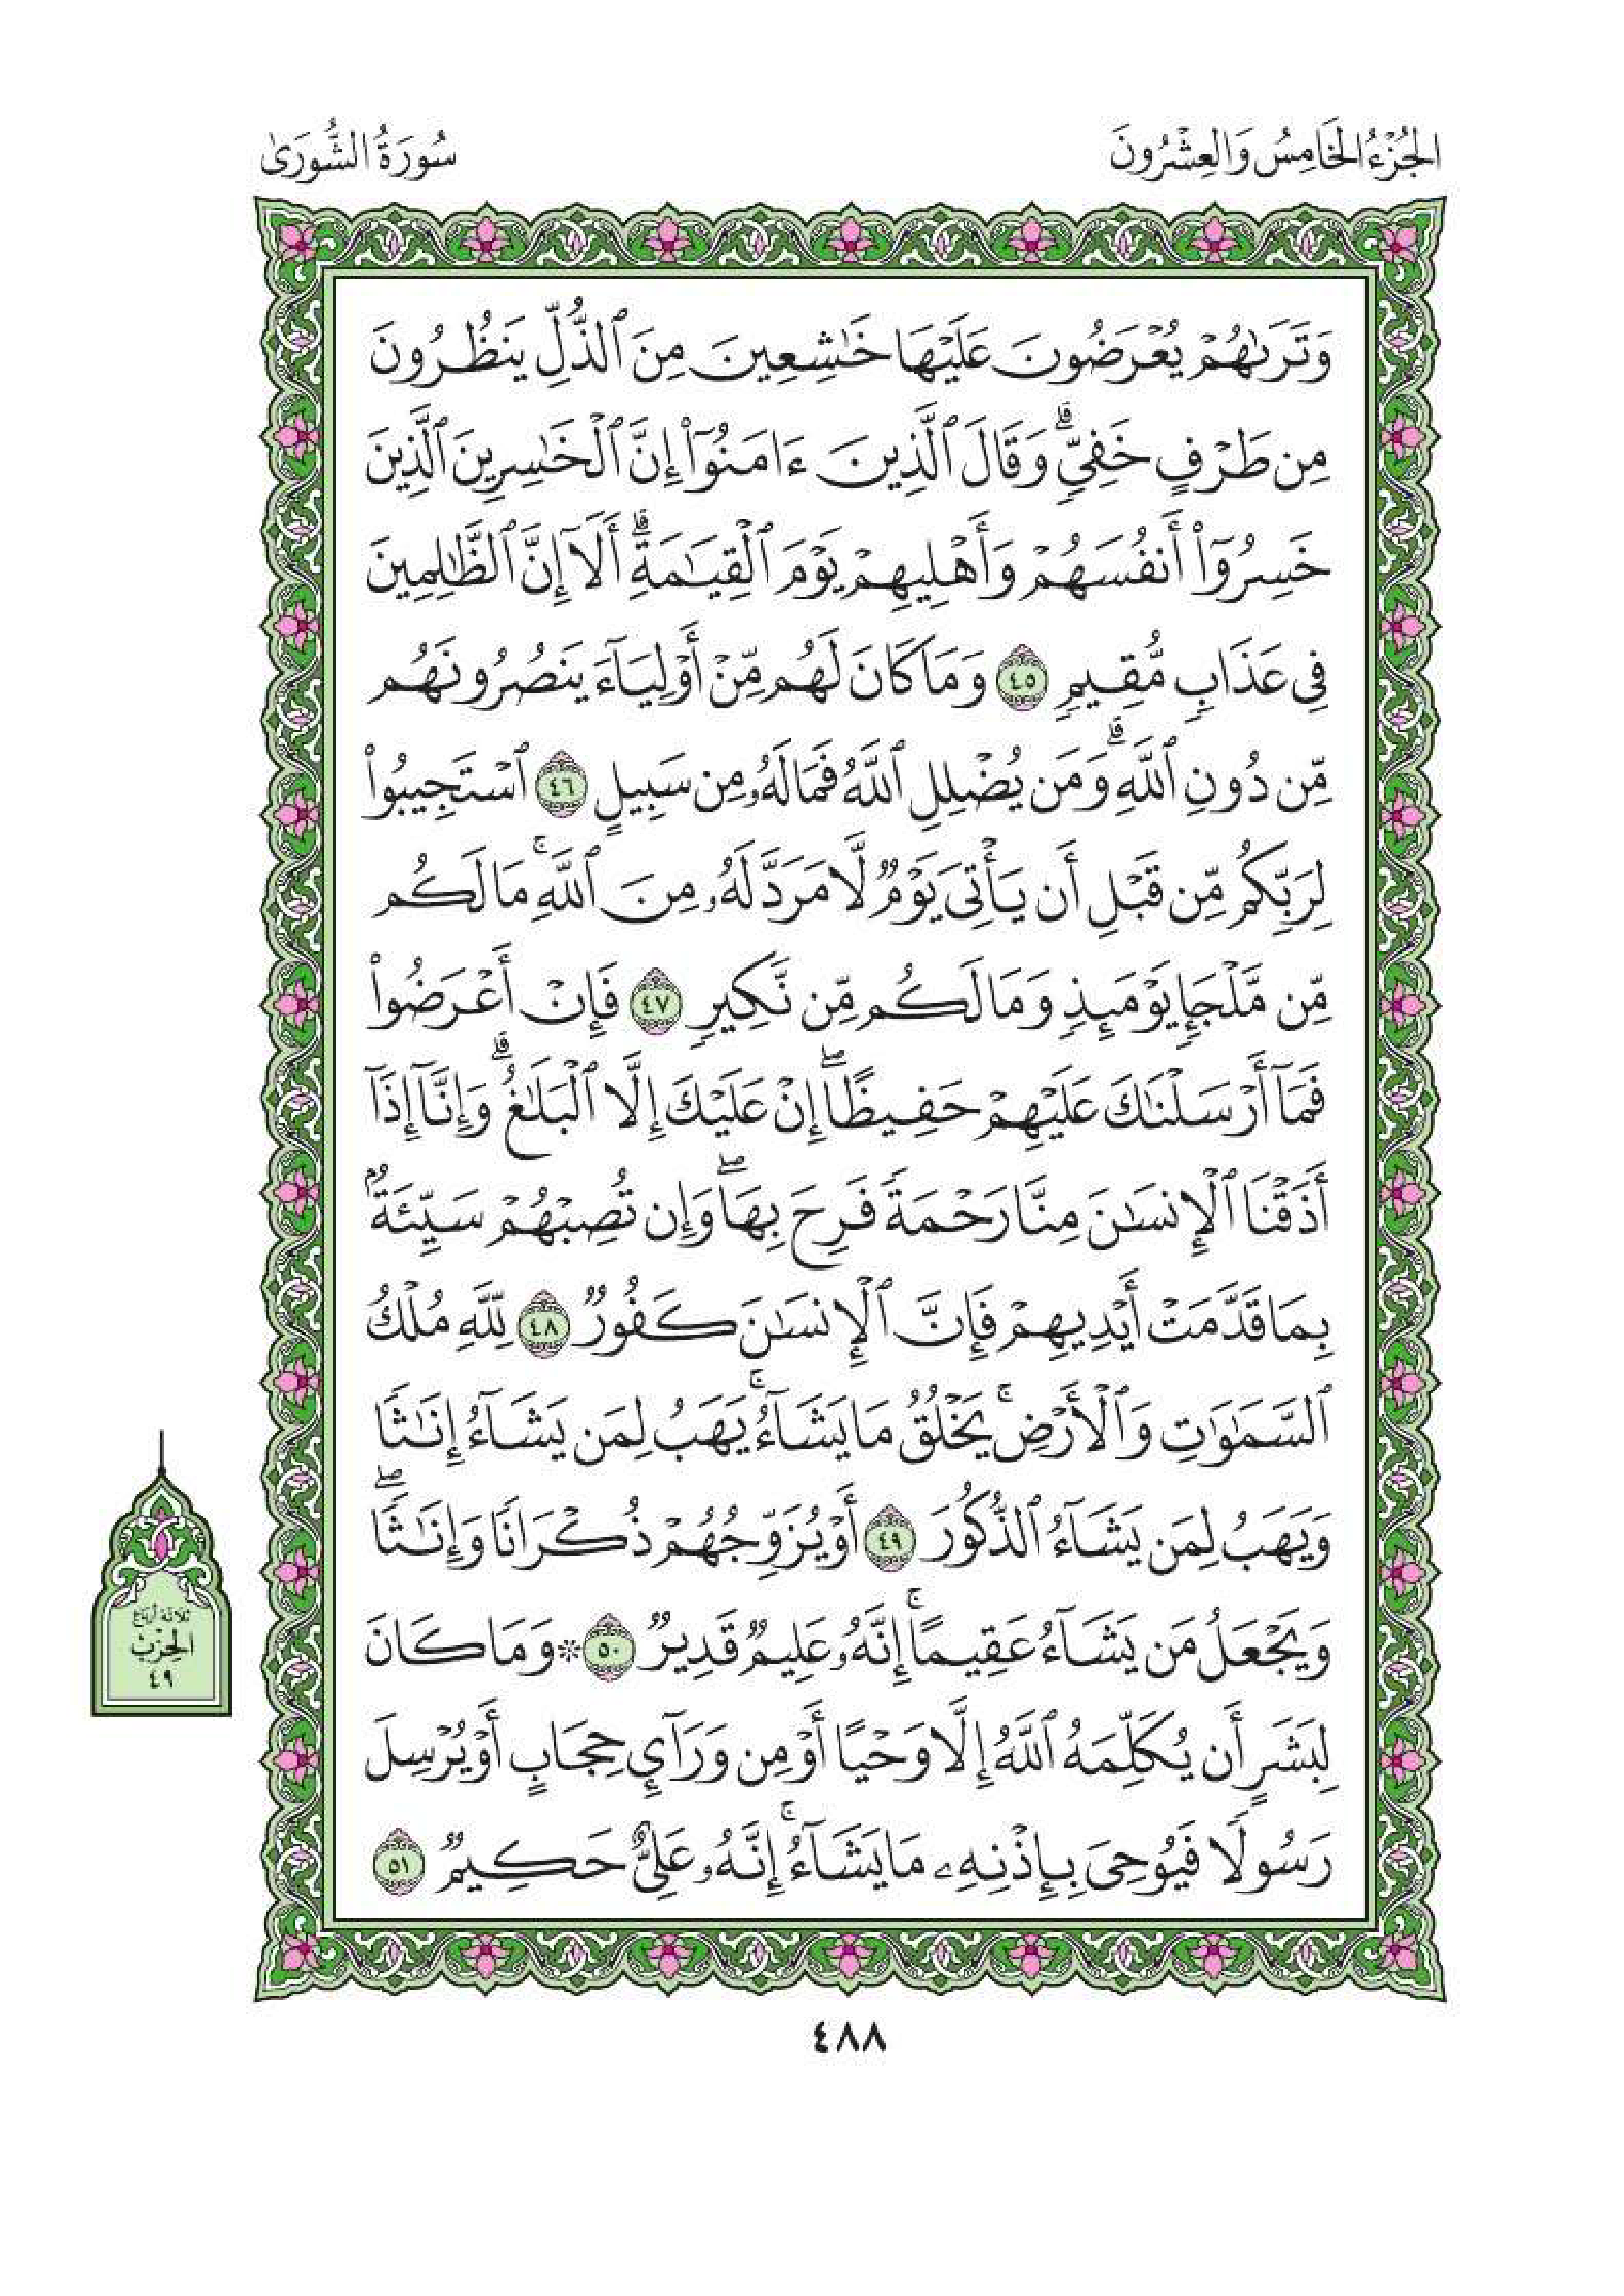 الجُزْءُ الخَامِسُ وَالعِشْرُونَ
سُورَةُ الشُّورَىٰ
وَتَرَىٰهُمْ يُعْرَضُونَ عَلَيْهَا خَٰشِعِينَ مِنَ ٱلذُّلِّ يَنظُرُونَ
مِن طَرْفٍ خَفِيٍّۗ وَقَالَ ٱلَّذِينَ ءَامَنُوٓا۟ إِنَّ ٱلْخَٰسِرِينَ ٱلَّذِينَ
خَسِرُوٓا۟ أَنفُسَهُمْ وَأَهْلِيهِمْ يَوْمَ ٱلْقِيَٰمَةِۗ أَلَآ إِنَّ ٱلظَّٰلِمِينَ
فِى عَذَابٍ مُّقِيمٍ ٤٥ وَمَا كَانَ لَهُم مِّنْ أَوْلِيَآءَ يَنصُرُونَهُم
مِّن دُونِ ٱللَّهِۗ وَمَن يُضْلِلِ ٱللَّهُ فَمَا لَهُۥ مِن سَبِيلٍ ٤٦ ٱسْتَجِيبُوا۟
لِرَبِّكُم مِّن قَبْلِ أَن يَأْتِىَ يَوْمٌ لَّا مَرَدَّ لَهُۥ مِنَ ٱللَّهِۚ مَا لَكُم
مِّن مَّلْجَإٍ يَوْمَئِذٍ وَمَا لَكُم مِّن نَّكِيرٍ ٤٧ فَإِنْ أَعْرَضُوا۟
فَمَآ أَرْسَلْنَٰكَ عَلَيْهِمْ حَفِيظًاۖ إِنْ عَلَيْكَ إِلَّا ٱلْبَلَٰغُۗ وَإِنَّآ إِذَآ
أَذَقْنَا ٱلْإِنسَٰنَ مِنَّا رَحْمَةً فَرِحَ بِهَاۖ وَإِن تُصِبْهُمْ سَيِّئَةٌۢ
بِمَا قَدَّمَتْ أَيْدِيهِمْ فَإِنَّ ٱلْإِنسَٰنَ كَفُورٌ ٤٨ لِّلَّهِ مُلْكُ
ٱلسَّمَٰوَٰتِ وَٱلْأَرْضِۚ يَخْلُقُ مَا يَشَآءُۚ يَهَبُ لِمَن يَشَآءُ إِنَٰثًا
وَيَهَبُ لِمَن يَشَآءُ ٱلذُّكُورَ ٤٩ أَوْ يُزَوِّجُهُمْ ذُكْرَانًا وَإِنَٰثًاۖ
وَيَجْعَلُ مَن يَشَآءُ عَقِيمًاۚ إِنَّهُۥ عَلِيمٌ قَدِيرٌ ٥٠ ۞ وَمَا كَانَ
لِبَشَرٍ أَن يُكَلِّمَهُ ٱللَّهُ إِلَّا وَحْيًا أَوْ مِن وَرَآئِ حِجَابٍ أَوْ يُرْسِلَ
رَسُولًا فَيُوحِىَ بِإِذْنِهِۦ مَا يَشَآءُۚ إِنَّهُۥ عَلِىٌّ حَكِيمٌ ٥١
ثلاثة أرباع
الحِزب
٤٩
٤٨٨